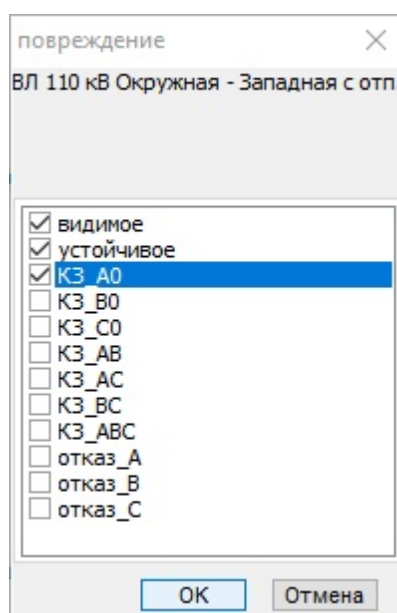 повреждение
ВЛ 110 кВ Окружная - Западная с отп
видимое
устойчивое
КЗ_А0
КЗ_В0
КЗ_С0
КЗ_АВ
КЗ_АС
КЗ_ВС
КЗ_АВС
отказ_А
отказ_В
отказ_С
ОК
Отмена